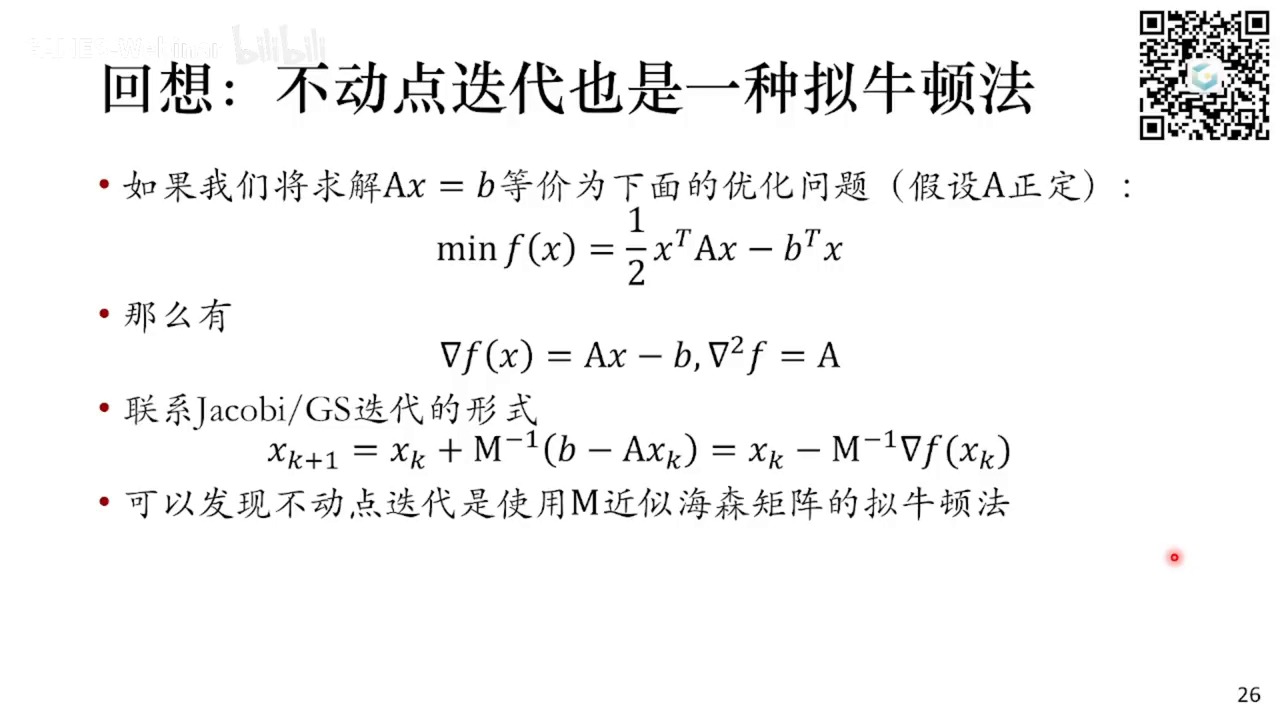 bilibili
回想：不动点迭代也是一种拟牛顿法
• 如果我们将求解Ax = b等价为下面的优化问题（假设A正定）:
min f(x) = \frac{1}{2} x^T Ax − b^T x
• 那么有
∇f(x) = Ax − b, ∇²f = A
• 联系Jacobi/GS迭代的形式
x_{k+1} = x_k + M^{−1}(b − Ax_k) = x_k − M^{−1}∇f(x_k)
• 可以发现不动点迭代是使用M近似海森矩阵的拟牛顿法
26